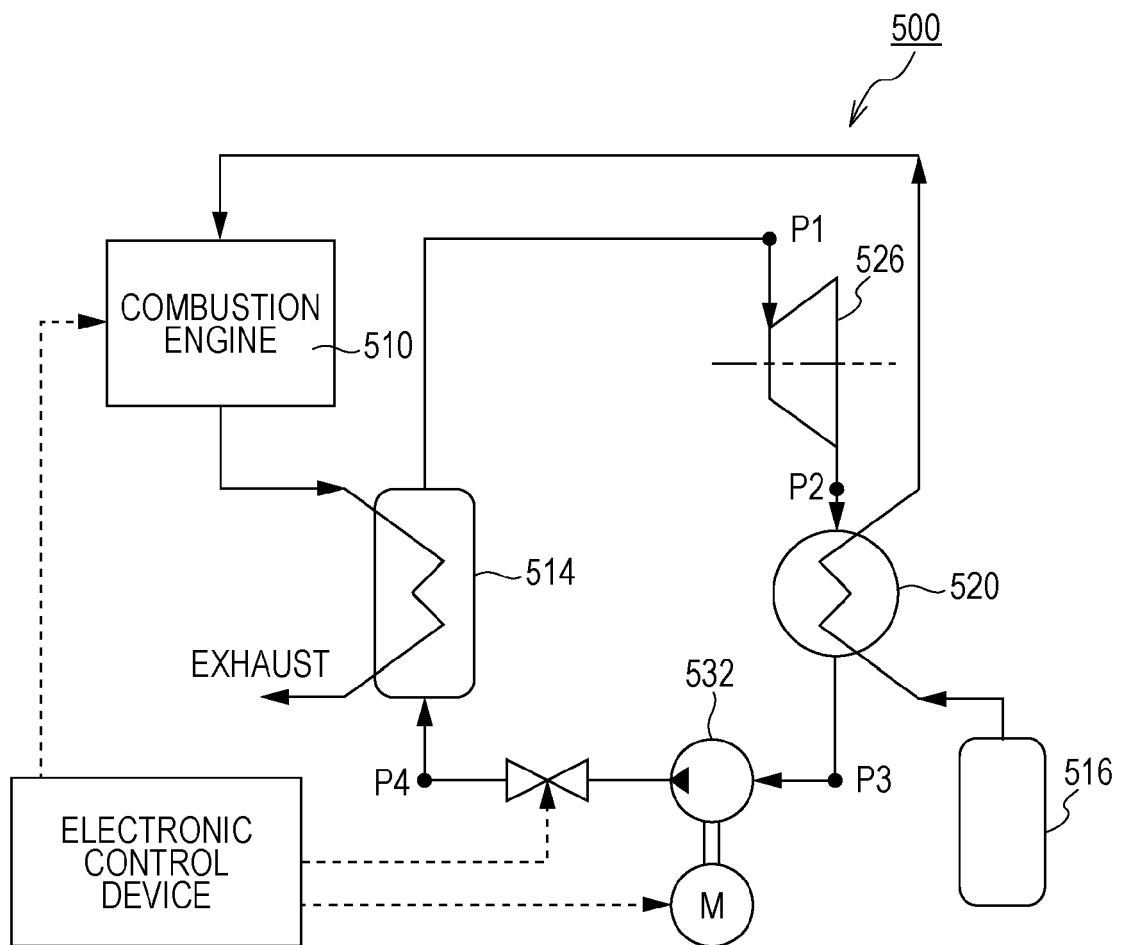 500
P1
526
COMBUSTION
ENGINE
510
P2
514
520
EXHAUST
532
P4
P3
516
ELECTRONIC
CONTROL
DEVICE
M